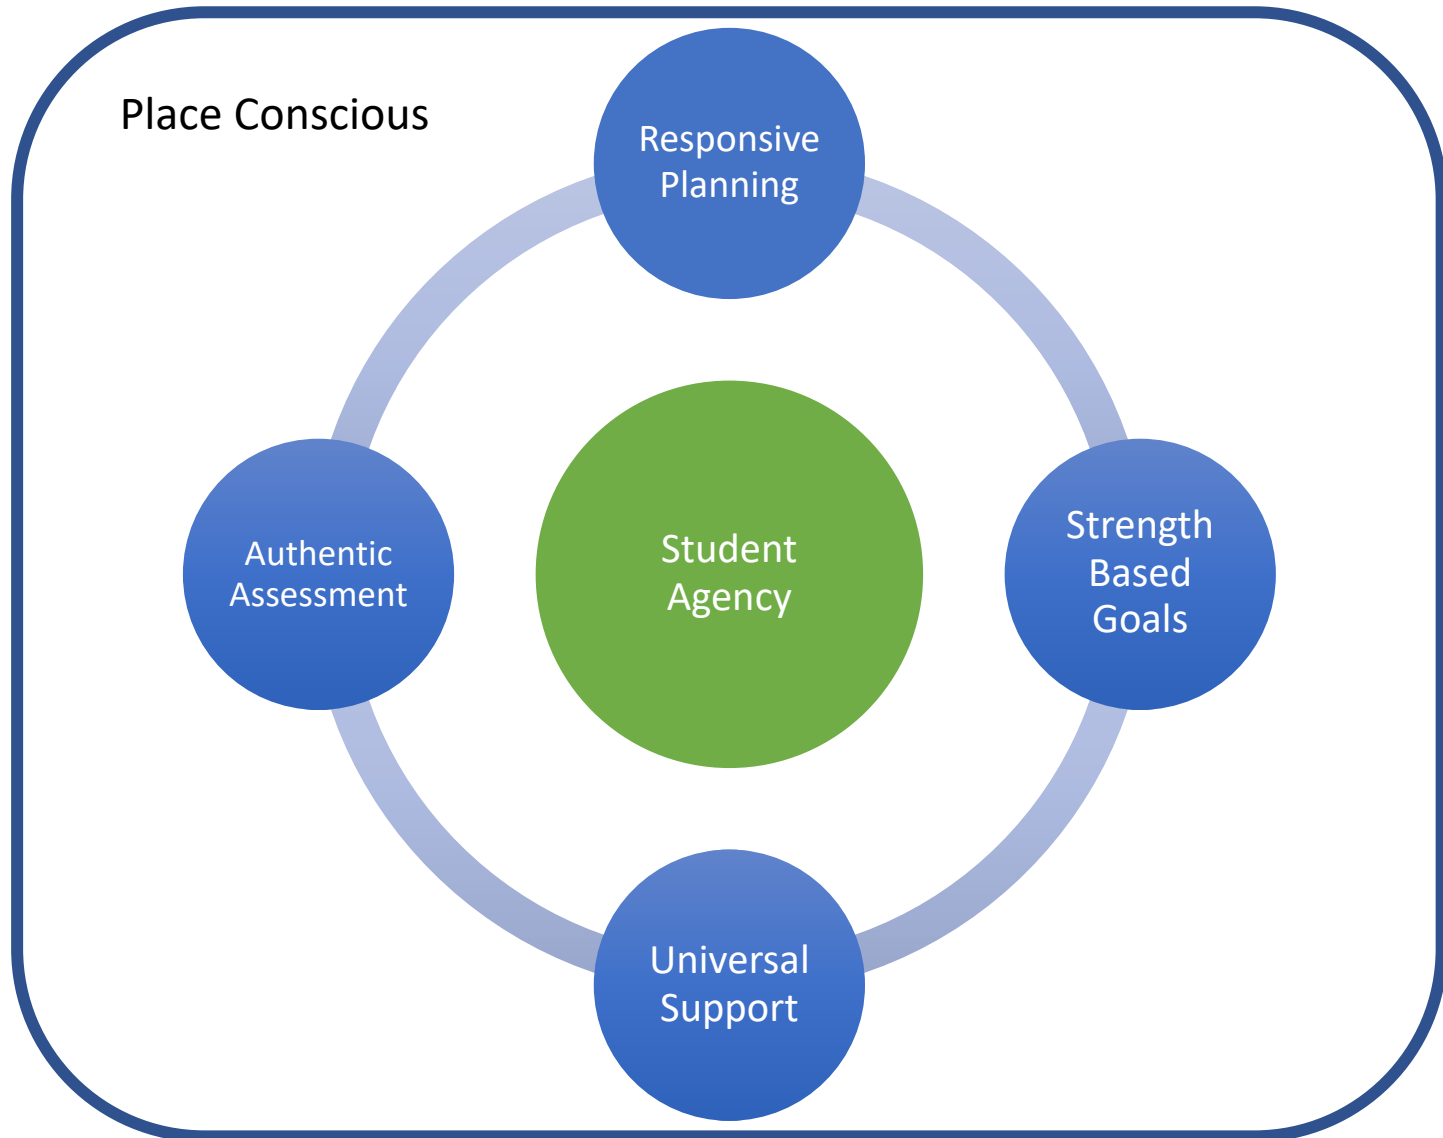 Place Conscious
Responsive
Planning
Authentic
Assessment
Student
Agency
Strength
Based
Goals
Universal
Support